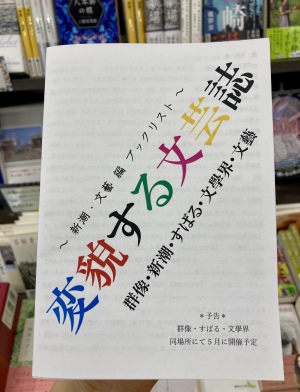 変貌する文芸誌
～ 新潮・文藝 編 ブックリスト ～
群像・新潮・すばる・文學界・文藝
＊予告＊
群像・すばる・文學界
同場所にて５月に開催予定